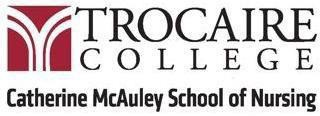 TROCAIRE
COLLEGE
Catherine McAuley School of Nursing